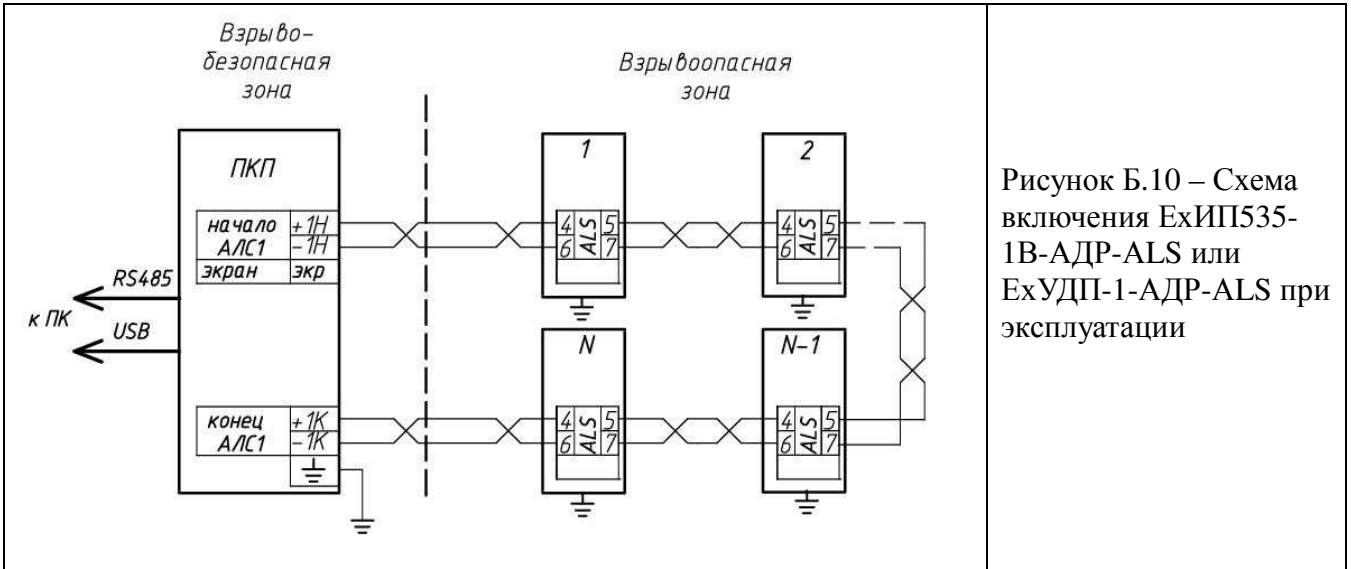 Взрыво-
безопасная
зона
Взрывоопасная
зона
ПКП
начало
АЛС1
+1Н
-1Н
экран
экр
RS485
к ПК
USB
конец
АЛС1
+1К
-1К
1
4 ALS 5
6 7
2
4 ALS 5
6 7
N
4 ALS 5
6 7
N-1
4 ALS 5
6 7
Рисунок Б.10 – Схема
включения ЕхИП535-
1В-АДР-ALS или
ЕхУДП-1-АДР-ALS при
эксплуатации